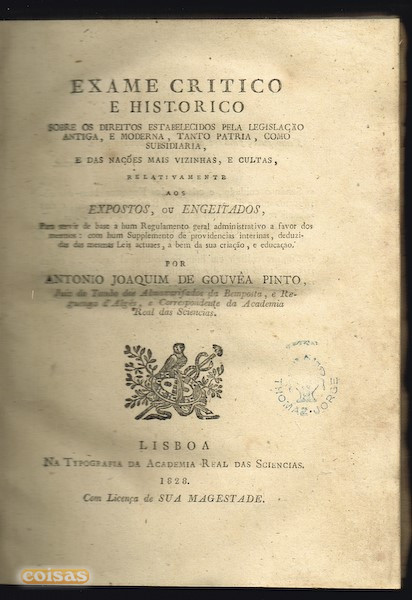 EXAME CRITICO
E HISTORICO
SOBRE OS DIREITOS ESTABELECIDOS PELA LEGISLAÇÃO
ANTIGA, E MODERNA, TANTO PATRIA, COMO
SUBSIDIARIA,
E DAS NAÇÕES MAIS VIZINHAS, E CULTAS,
RELATIVAMENTE
AOS
EXPOSTOS, OU ENGEITADOS,
Para servir de base a hum Regulamento geral administrativo a favor dos
mesmos: com hum Supplemento de providencias interinas, deduzi-
das das mesmas Leis actuaes, a bem da sua criação, e educação.
POR
ANTONIO JOAQUIM DE GOUVÊA PINTO,
Juiz do Tombo dos Almoxarifados da Bemposta, e Re-
guengo d'Algés, e Correspondente da Academia
Real das Sciencias.
THOMAZ JORGE
LISBOA
NA TYPOGRAFIA DA ACADEMIA REAL DAS SCIENCIAS.
1828.
Com Licença de SUA MAGESTADE.
coisas